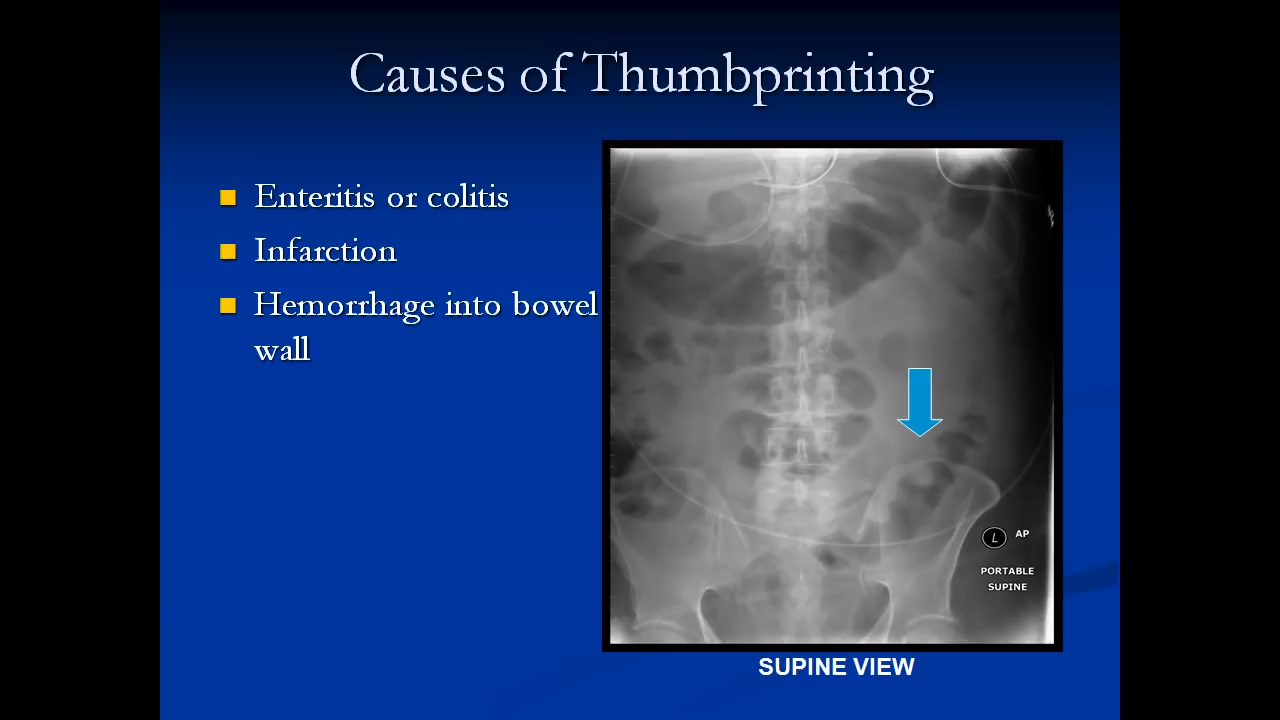 Causes of Thumbprinting
Enteritis or colitis
Infarction
Hemorrhage into bowel
wall
L AP
PORTABLE
SUPINE
SUPINE VIEW